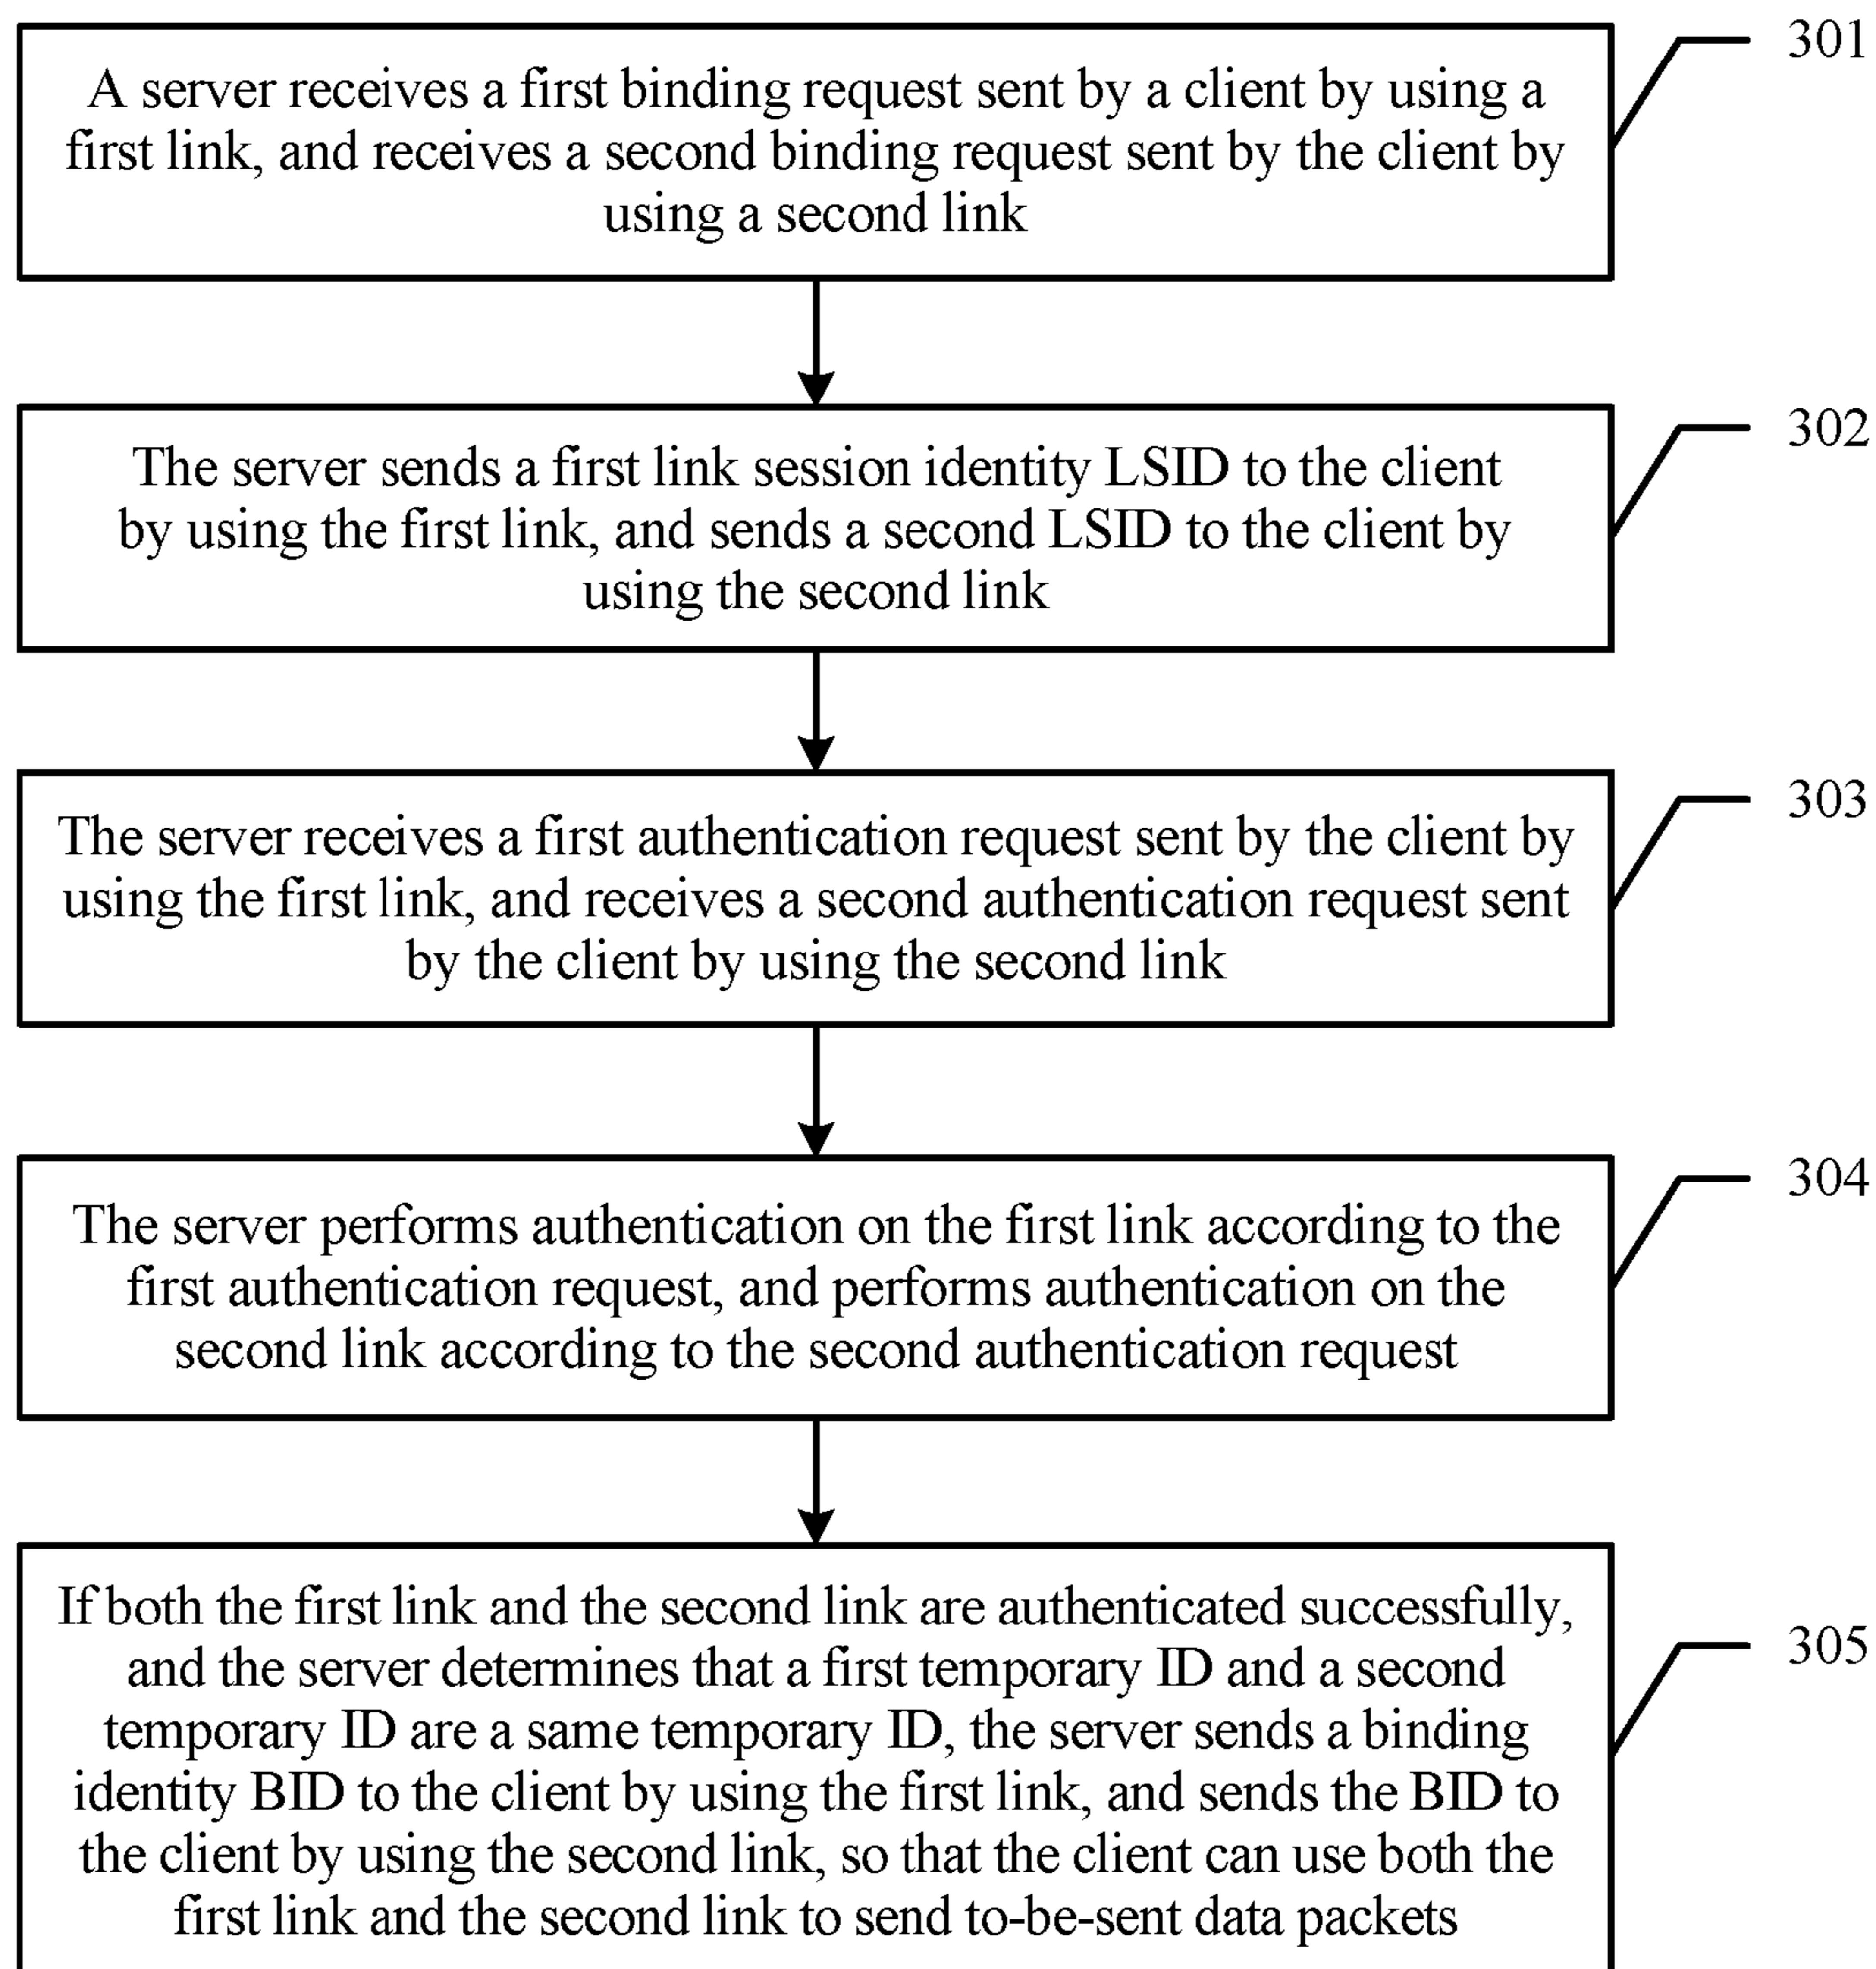 A server receives a first binding request sent by a client by using a
first link, and receives a second binding request sent by the client by
using a second link
301
The server sends a first link session identity LSID to the client
by using the first link, and sends a second LSID to the client by
using the second link
302
The server receives a first authentication request sent by the client by
using the first link, and receives a second authentication request sent
by the client by using the second link
303
The server performs authentication on the first link according to the
first authentication request, and performs authentication on the
second link according to the second authentication request
304
If both the first link and the second link are authenticated successfully,
and the server determines that a first temporary ID and a second
temporary ID are a same temporary ID, the server sends a binding
identity BID to the client by using the first link, and sends the BID to
the client by using the second link, so that the client can use both the
first link and the second link to send to-be-sent data packets
305